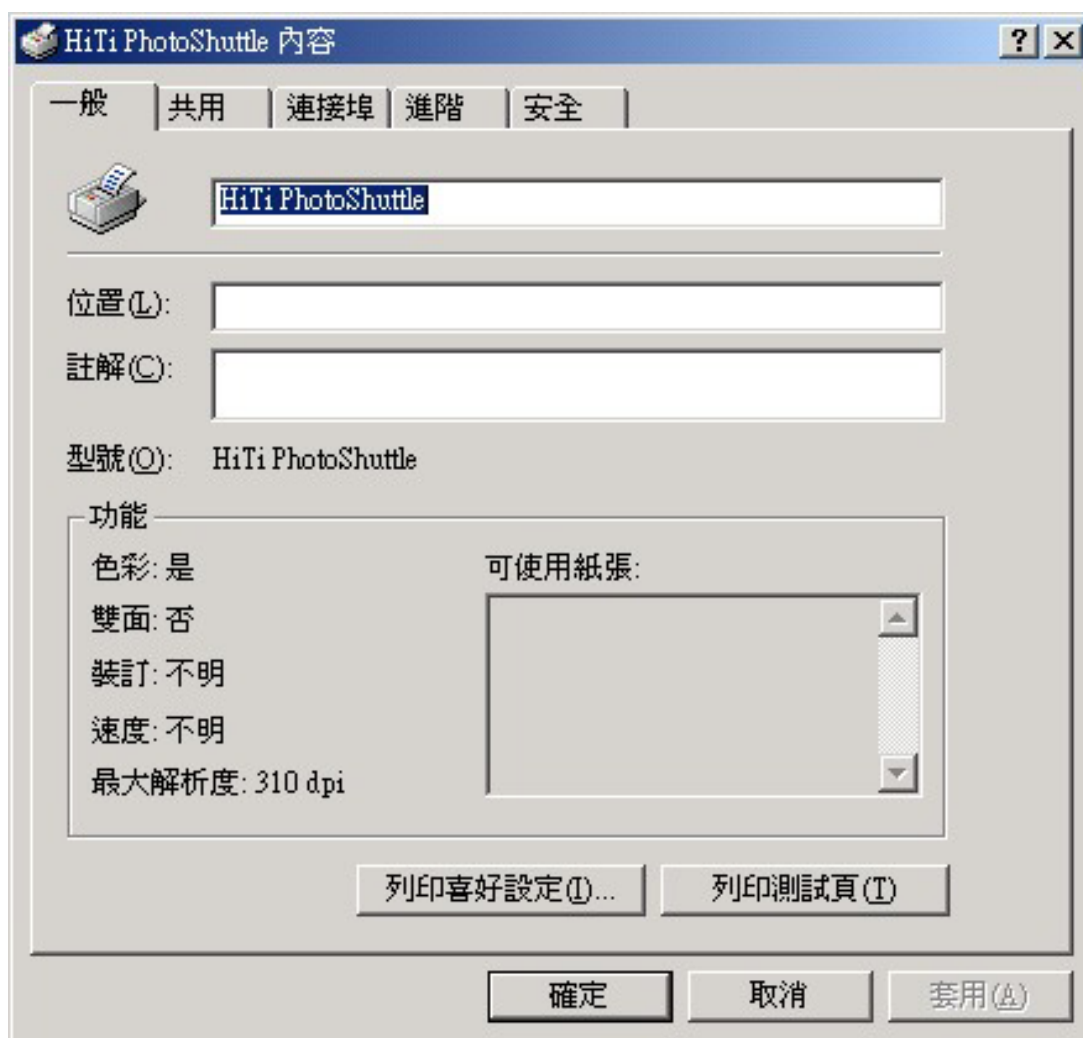 HiTi PhotoShuttle 內容
一般 共用 連接埠 進階 安全
HiTi PhotoShuttle
位置(L):
註解(C):
型號(O): HiTi PhotoShuttle
功能
色彩: 是 可使用紙張:
雙面: 否
裝訂: 不明
速度: 不明
最大解析度: 310 dpi
列印喜好設定(I)... 列印測試頁(T)
確定 取消 套用(A)